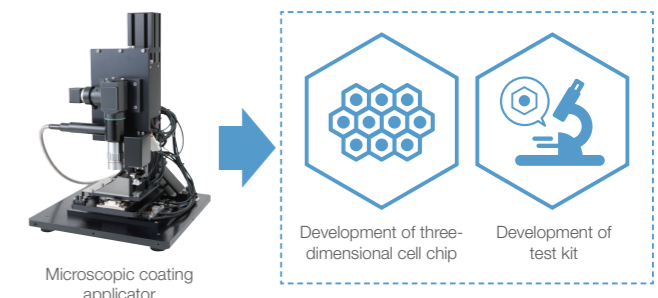 Microscopic coating
applicator
Development of three-
dimensional cell chip
Development of
test kit